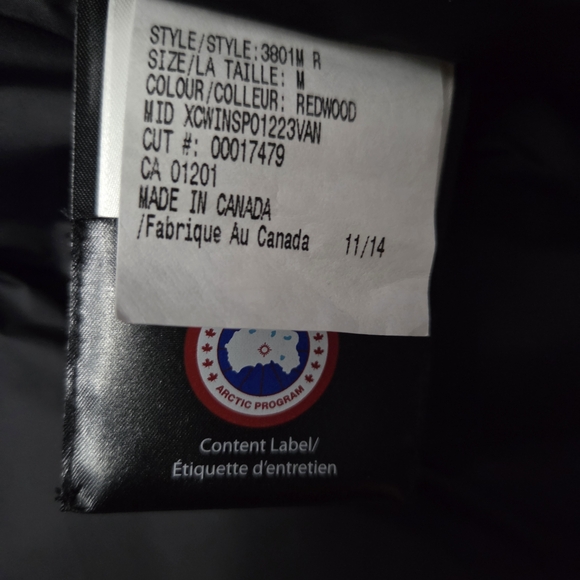 STYLE/STYLE:3801M R
SIZE/LA TAILLE: M
COLOUR/COLLEUR: REDWOOD
MID XCWINSPO1223VAN
CUT #: 00017479
CA 01201
MADE IN CANADA
/Fabrique Au Canada 11/14
ARCTIC PROGRAM
Content Label/
Étiquette d'entretien